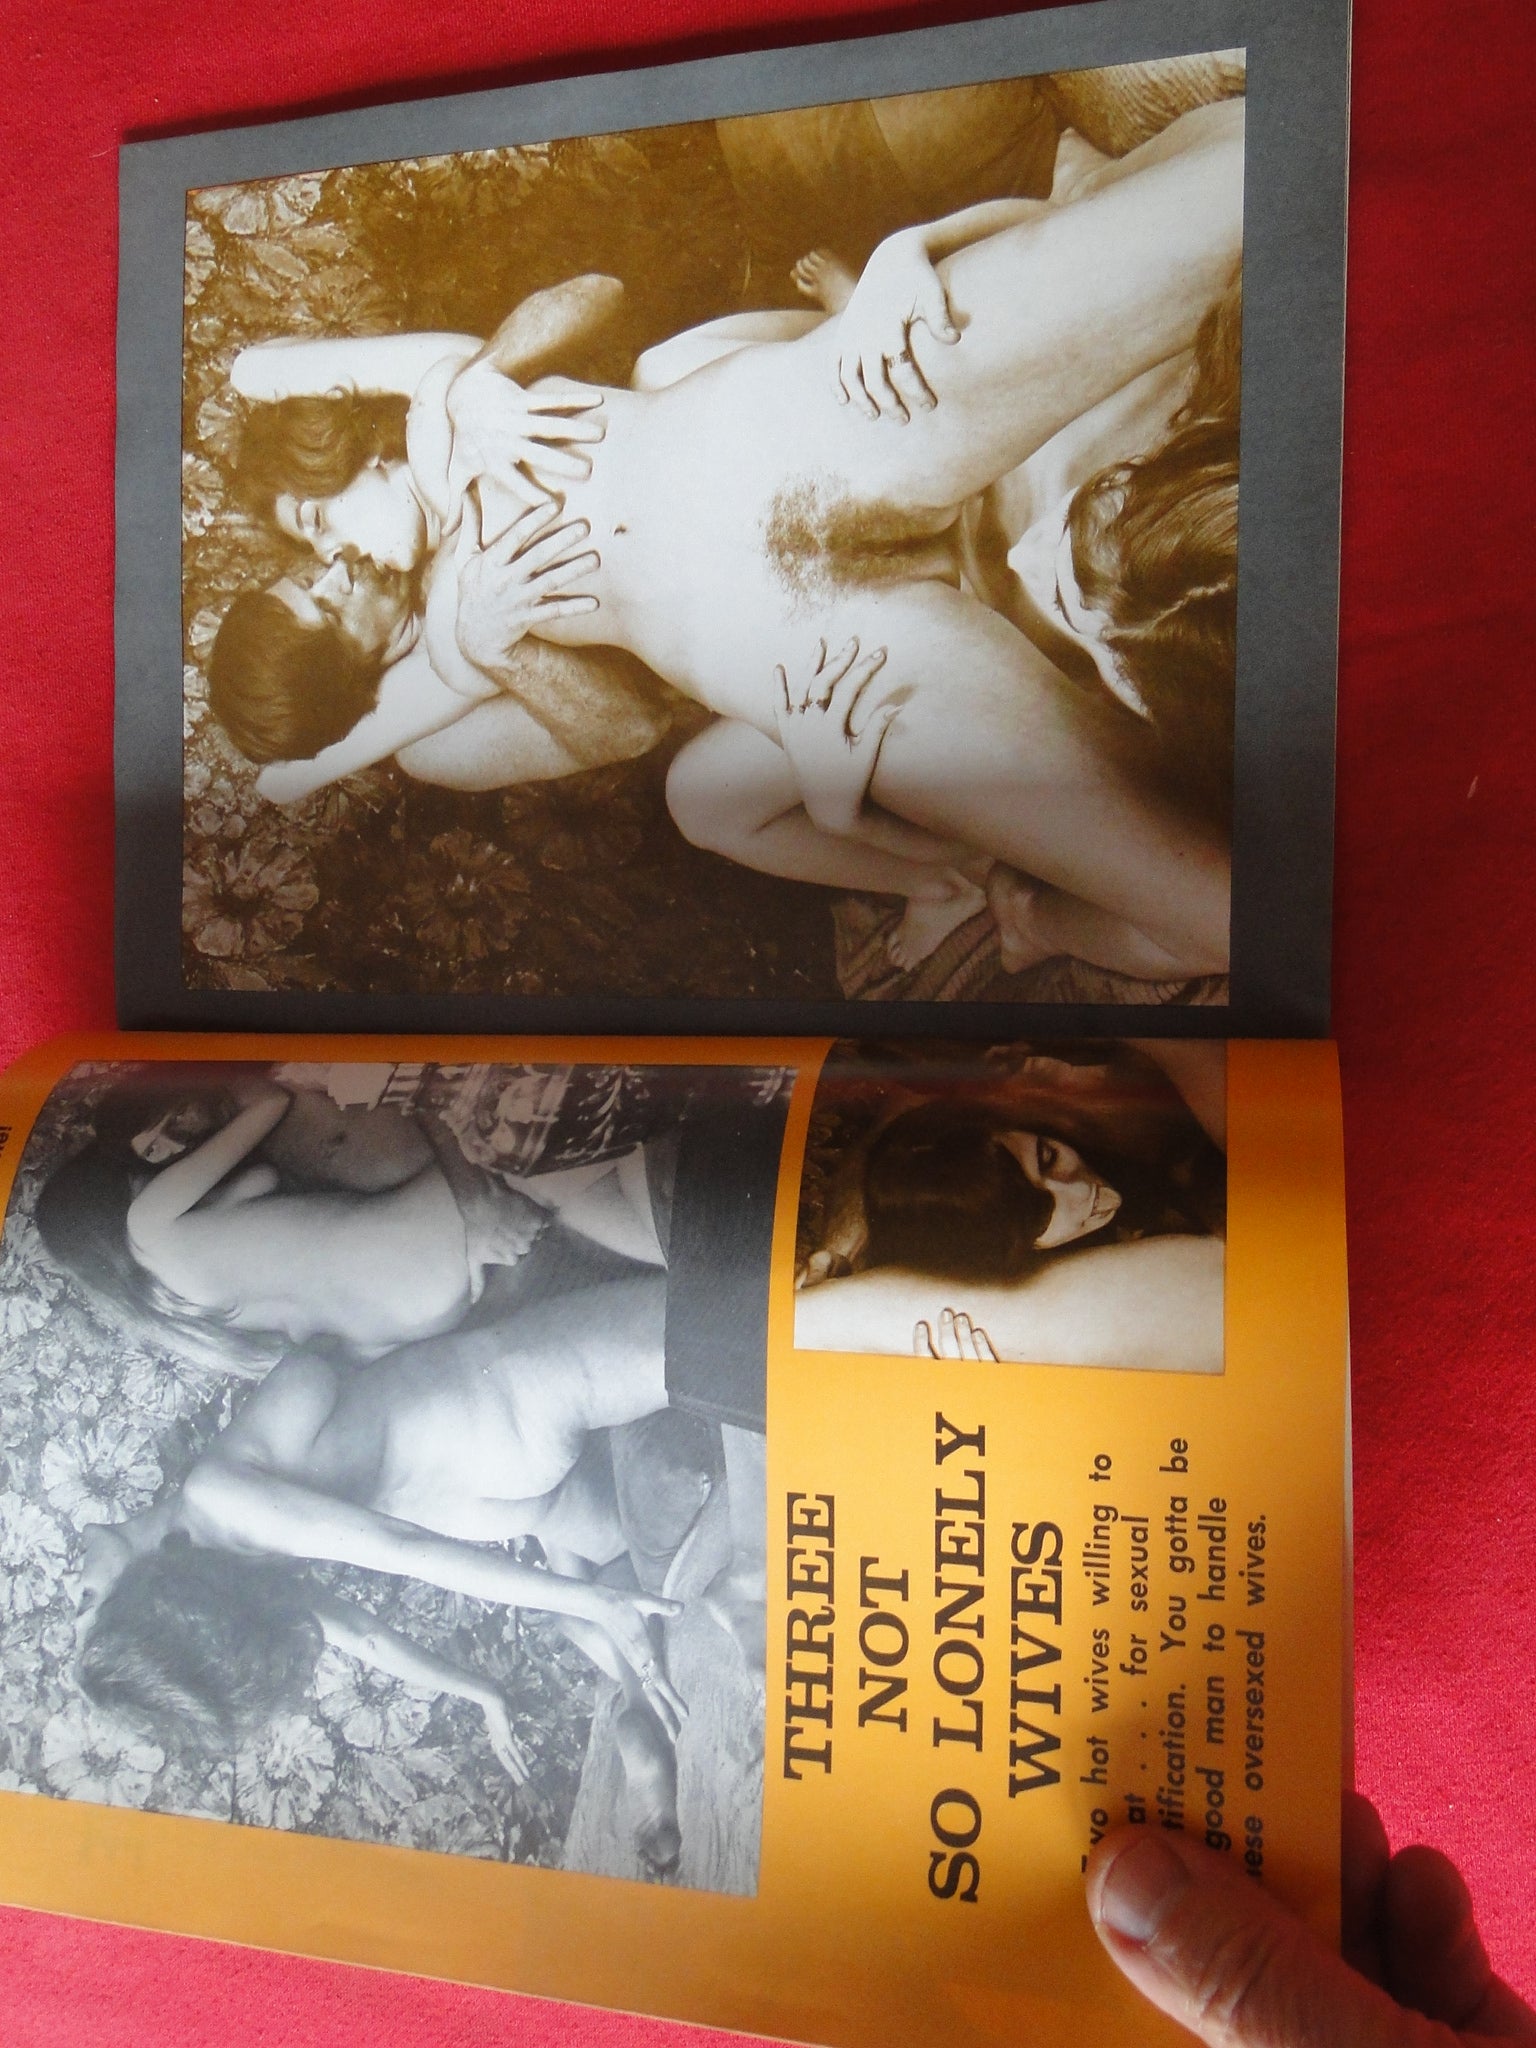 THREE
NOT
SO LONELY
WIVES
hot wives willing to
at . . . for sexual
You gotta be
good man to handle
oversexed wives.